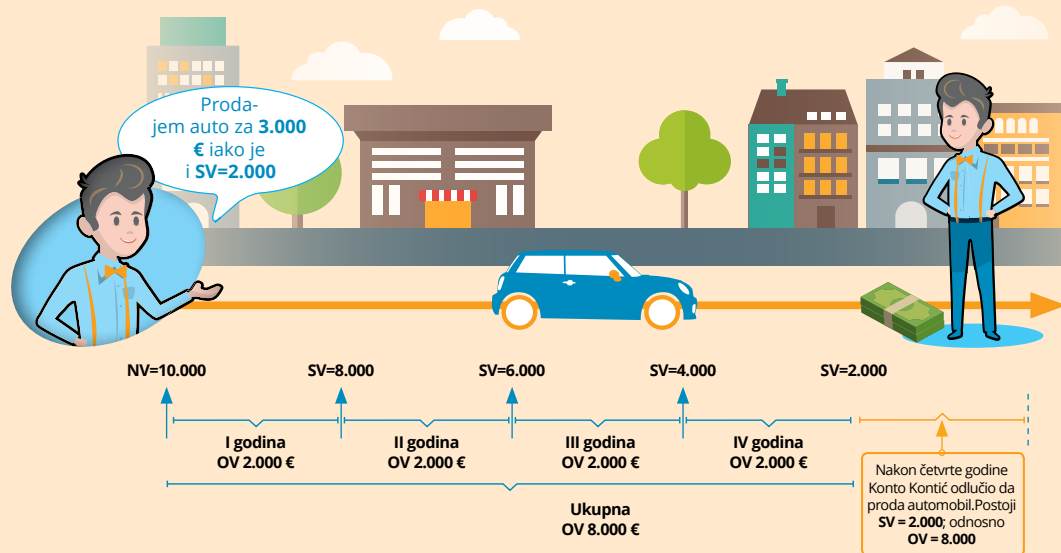 Proda-
jem auto za 3.000
€ iako je
i SV=2.000
NV=10.000
SV=8.000
SV=6.000
SV=4.000
SV=2.000
I godina
OV 2.000 €
II godina
OV 2.000 €
III godina
OV 2.000 €
IV godina
OV 2.000 €
Ukupna
OV 8.000 €
Nakon četvrte godine
Konto Kontić odlučio da
proda automobil.Postoji
SV = 2.000; odnosno
OV = 8.000